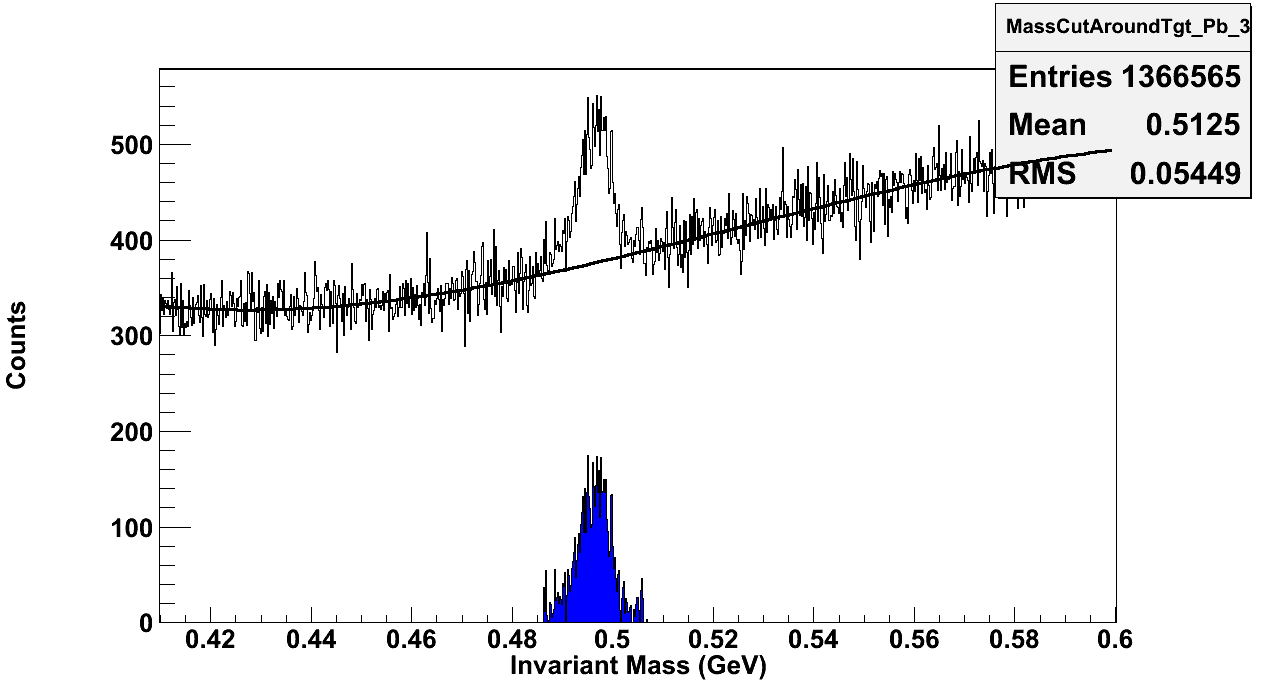 MassCutAroundTgt_Pb_3
Entries 1366565
Mean 0.5125
RMS 0.05449
500
400
300
200
100
0
Counts
0.42 0.44 0.46 0.48 0.5 0.52 0.54 0.56 0.58 0.6
Invariant Mass (GeV)